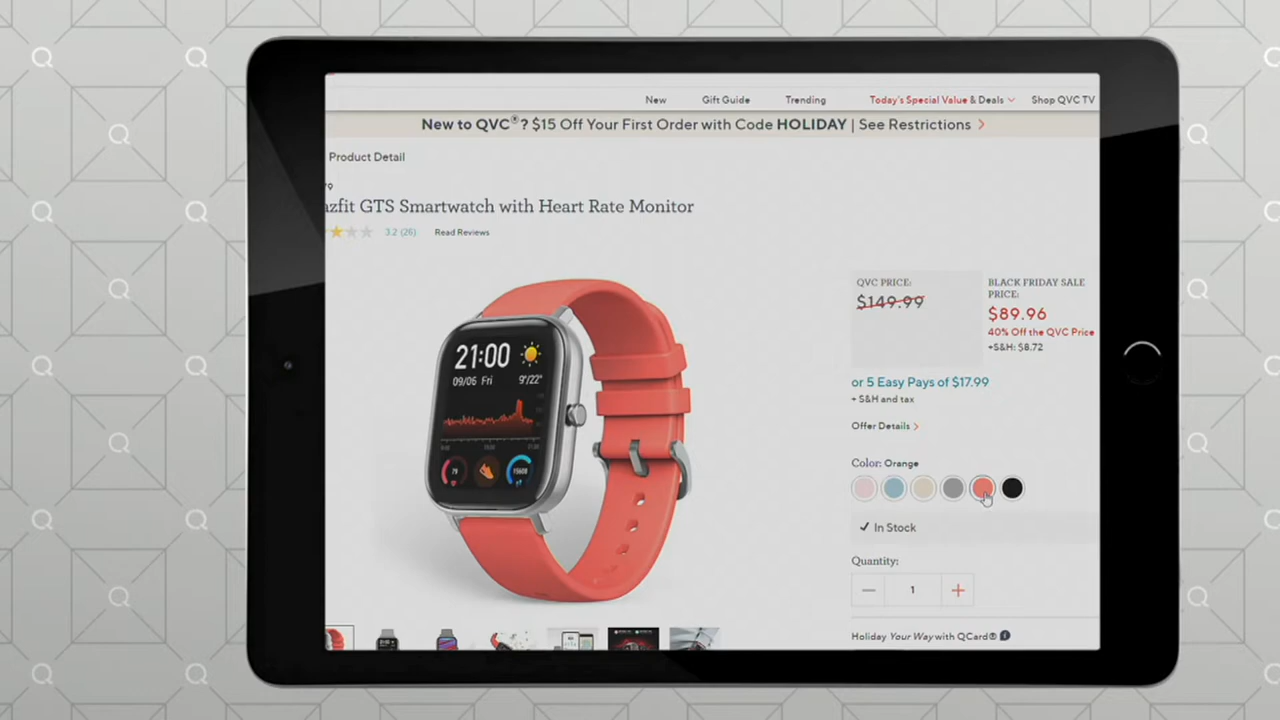 New Gift Guide Trending Today's Special Value & Deals Shop QVC TV
New to QVC®? $15 Off Your First Order with Code HOLIDAY | See Restrictions
Product Detail
zfit GTS Smartwatch with Heart Rate Monitor
3.2 (26) Read Reviews
QVC PRICE:
$149.99
BLACK FRIDAY SALE
PRICE:
$89.96
40% Off the QVC Price
+S&H: $8.72
or 5 Easy Pays of $17.99
+ S&H and tax
Offer Details
Color: Orange
In Stock
Quantity:
1
Holiday Your Way with QCard®
21:00
09/06 Fri 9°/22°
79